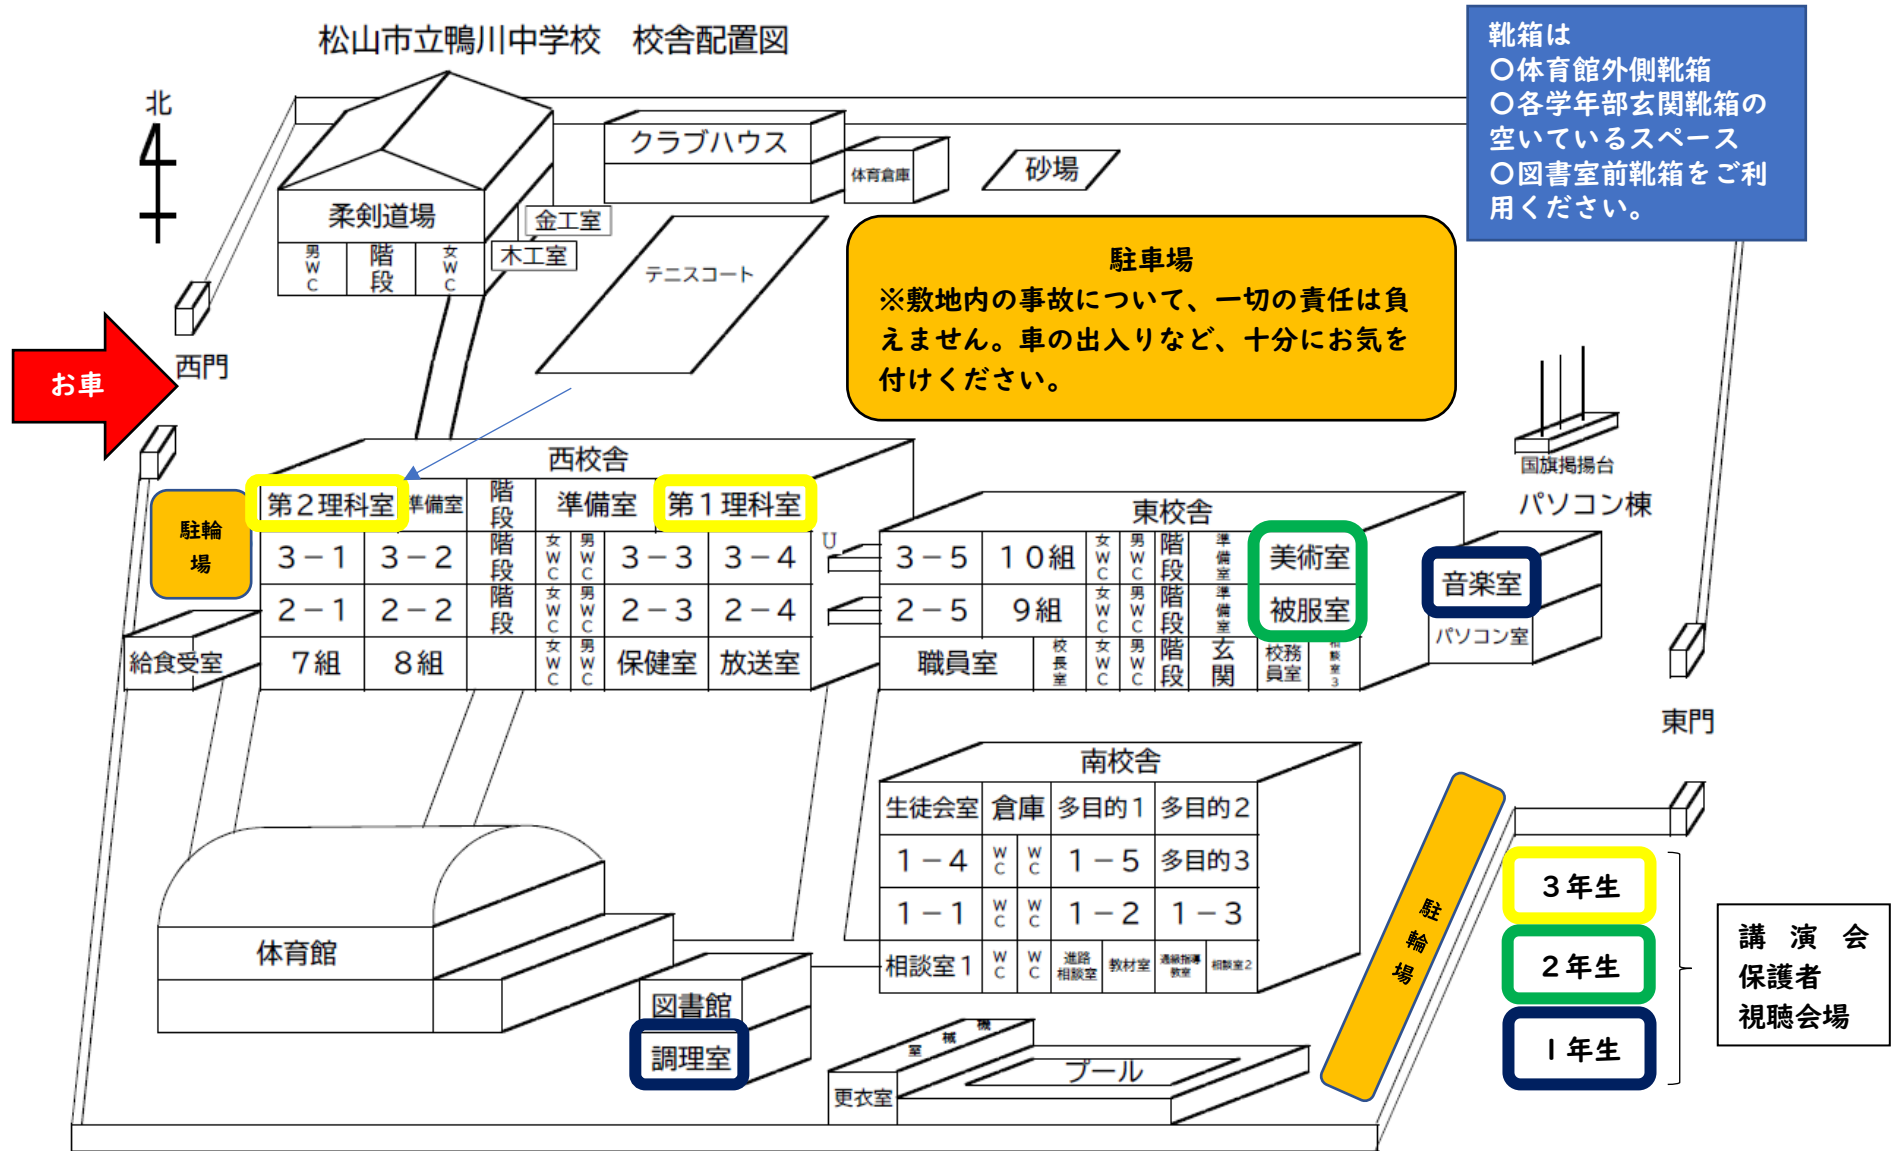 松山市立鴨川中学校　校舎配置図
靴箱は
〇体育館外側靴箱
〇各学年部玄関靴箱の
空いているスペース
〇図書室前靴箱をご利
用ください。
北
クラブハウス
体育倉庫
砂場
柔剣道場
金工室
木工室
男WC
階段
女WC
テニスコート
駐車場
※敷地内の事故について、一切の責任は負
えません。車の出入りなど、十分にお気を
付けください。
西門
お車
国旗掲揚台
パソコン棟
西校舎
第2理科室 準備室 階段 準備室 第1理科室
駐輪場
3-1 3-2 階段 女WC 男WC 3-3 3-4
U
2-1 2-2 階段 女WC 男WC 2-3 2-4
給食受室
7組 8組 女WC 男WC 保健室 放送室
東校舎
3-5 10組 女WC 男WC 階段 準備室 美術室
2-5 9組 女WC 男WC 階段 準備室 被服室
職員室 校長室 女WC 男WC 階段 玄関 校務員室 相談室3
音楽室
パソコン室
東門
南校舎
生徒会室 倉庫 多目的1 多目的2
1-4 WC WC 1-5 多目的3
1-1 WC WC 1-2 1-3
相談室1 WC WC 進路相談室 教材室 通級指導教室 相談室2
体育館
図書館
調理室
機械室
プール
更衣室
駐輪場
3年生
2年生
1年生
講　演　会
保護者
視聴会場